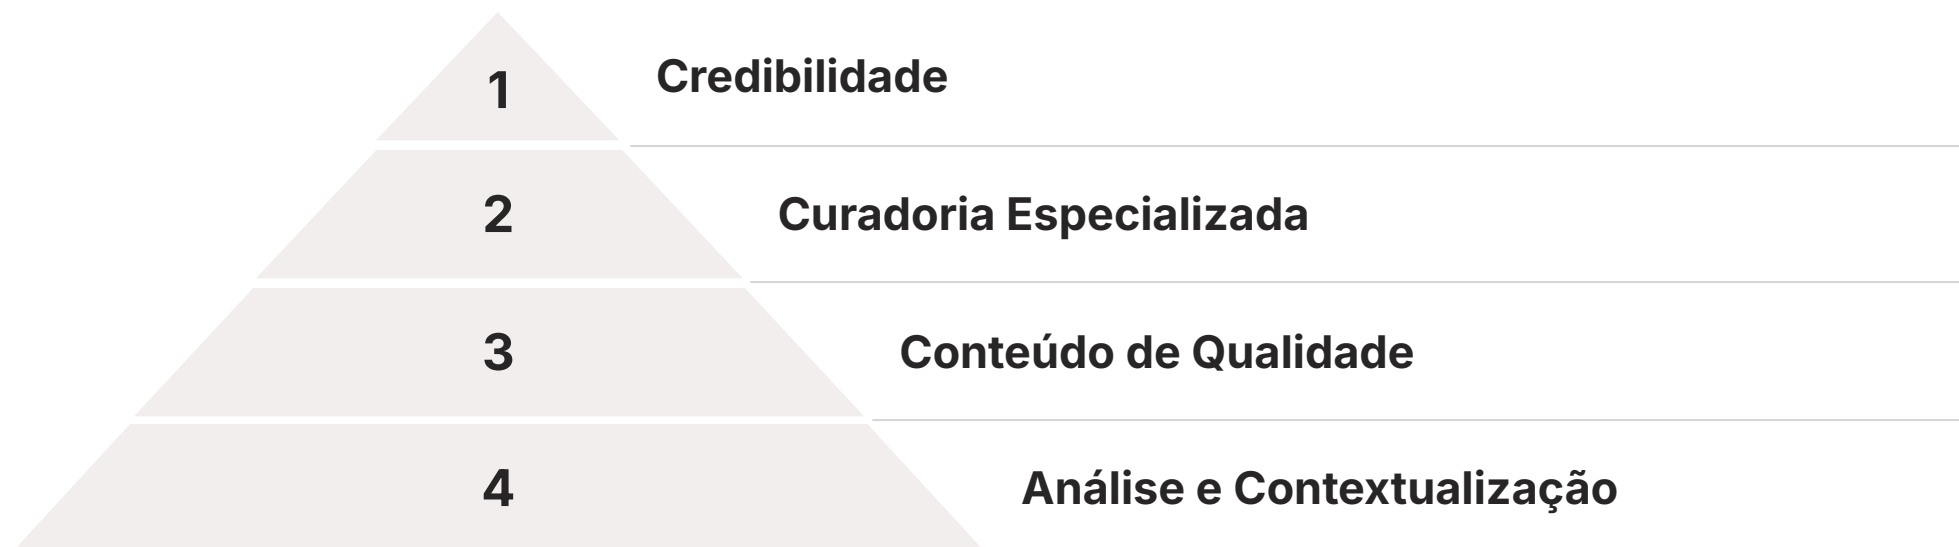 1
Credibilidade
2
Curadoria Especializada
3
Conteúdo de Qualidade
4
Análise e Contextualização